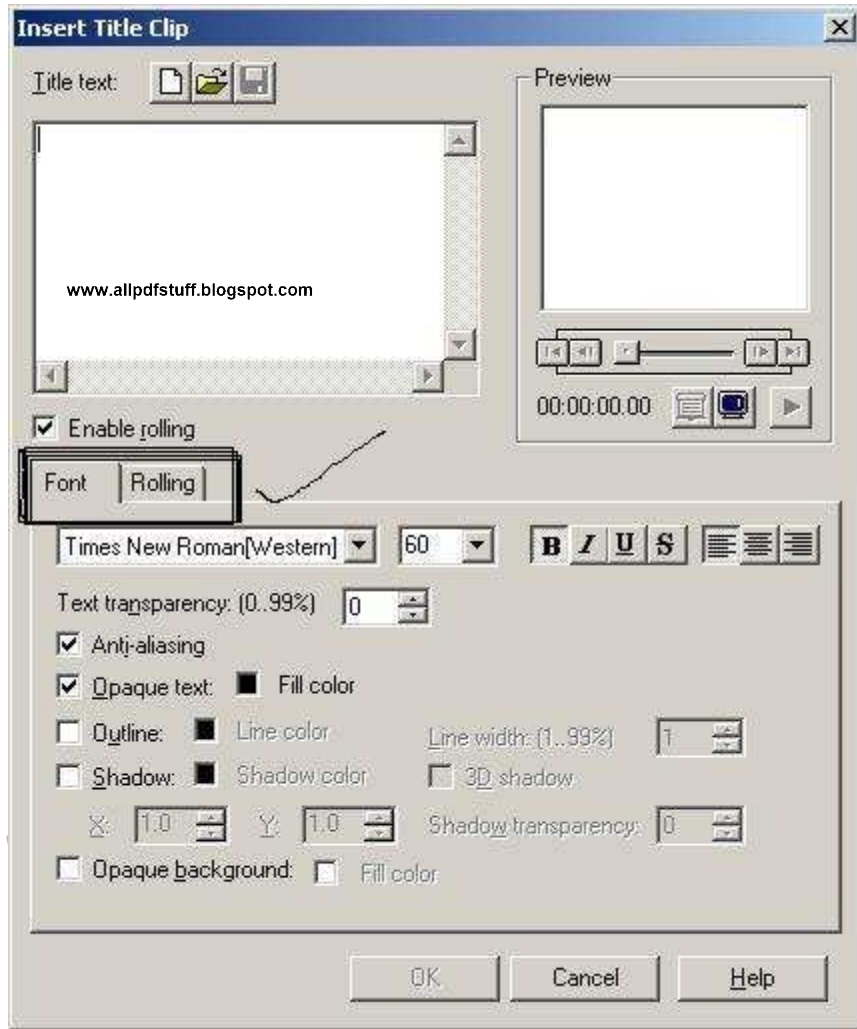 Insert Title Clip
Title text:
Preview
www.allpdfstuff.blogspot.com
00:00:00.00
Enable rolling
Font Rolling
Times New Roman[Western] 60 B I U S
Text transparency: (0..99%) 0
Anti-aliasing
Opaque text: Fill color
Outline: Line color Line width: (1..99%) 1
Shadow: Shadow color 3D shadow
X: 1.0 Y: 1.0 Shadow transparency: 0
Opaque background: Fill color
OK Cancel Help